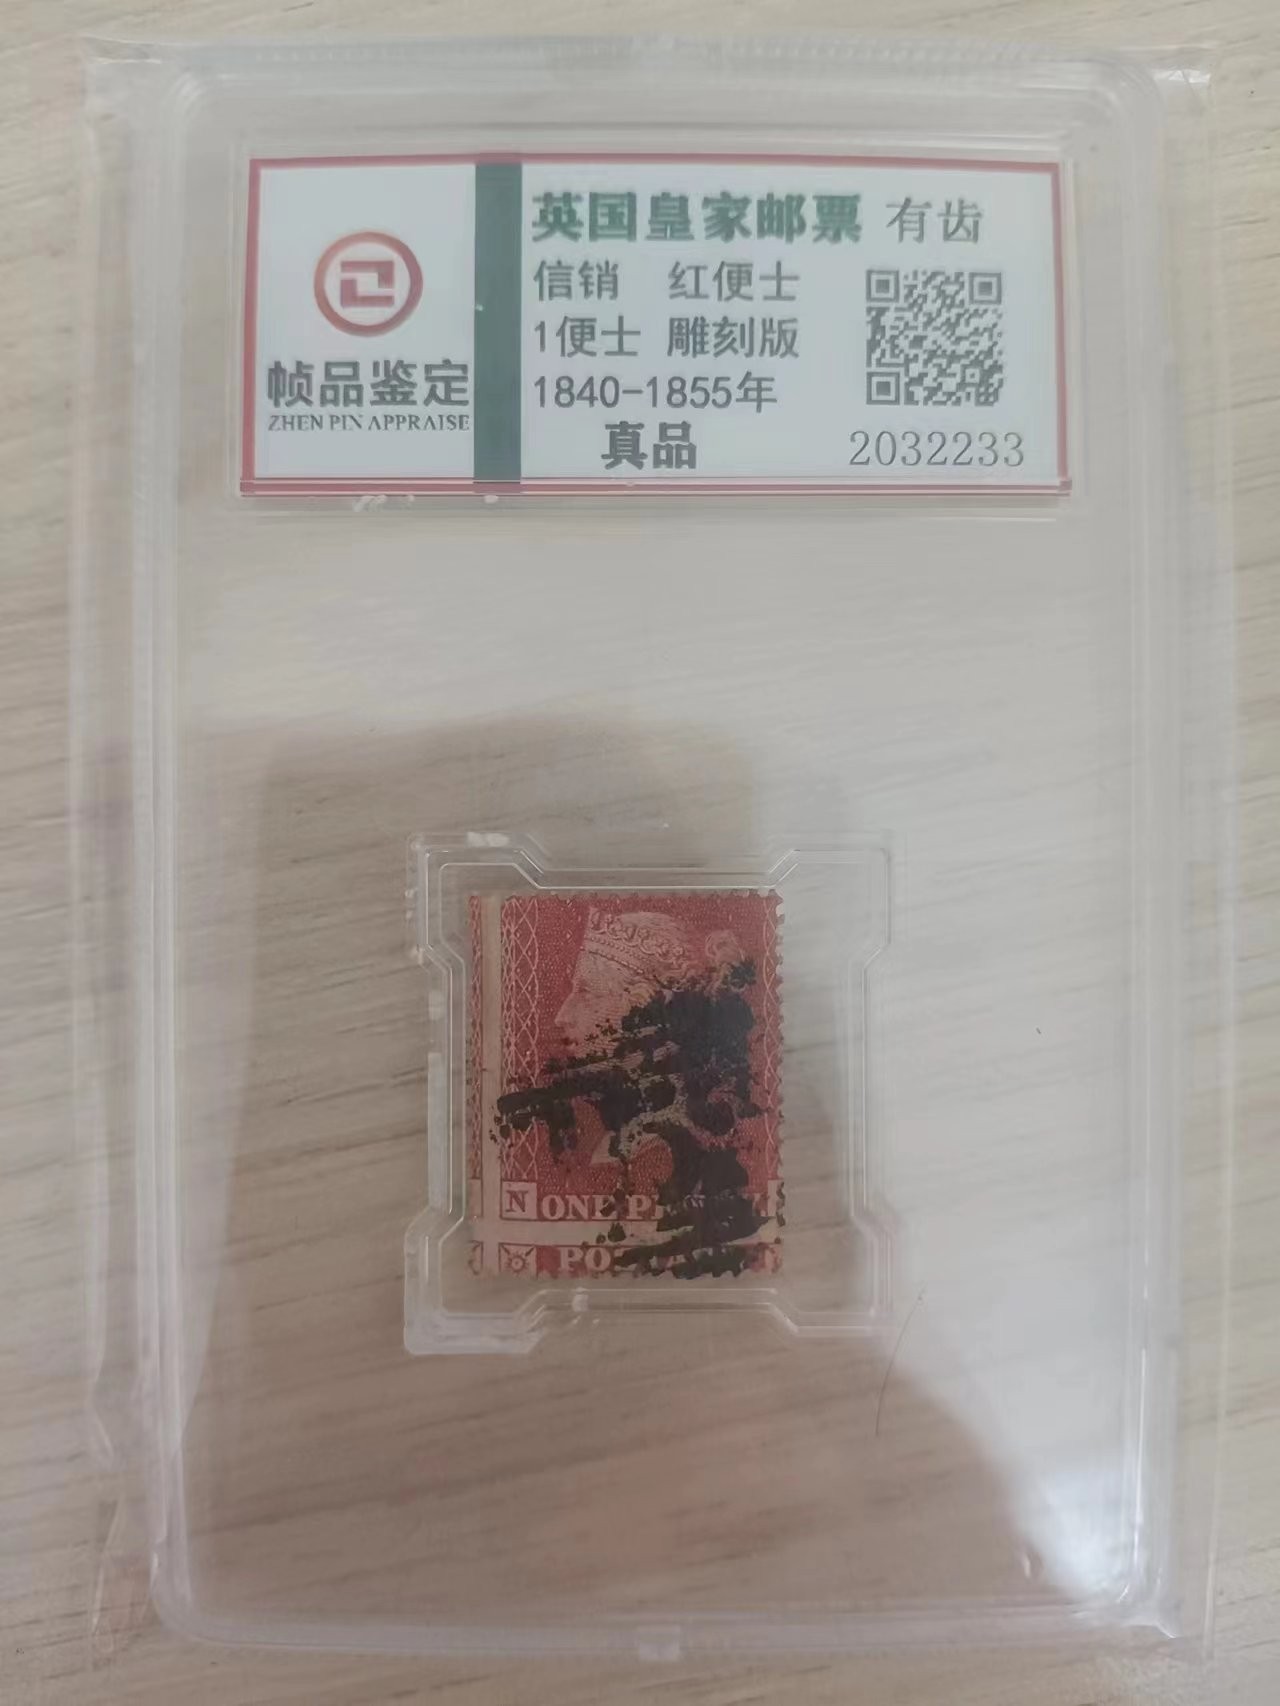 帧品鉴定
ZHEN PIN APPRAISE
英国皇家邮票 有齿
信销 红便士
1便士 雕刻版
1840-1855年
真品
2032233
N ONE P
PO